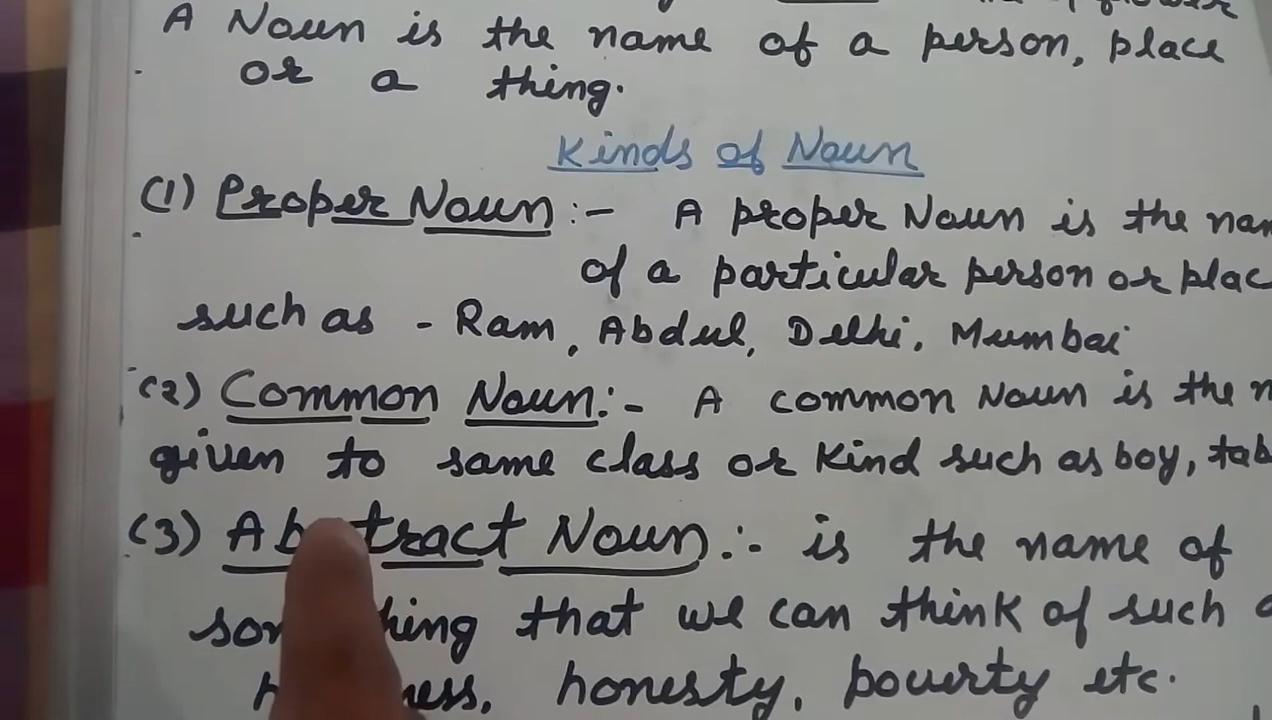 A Noun is the name of a person, place
or a thing.
Kinds of Noun
(1) Proper Noun :- A proper Noun is the
of a particular person or
such as - Ram, Abdul, Delhi, Mumbai
(2) Common Noun :- A common Noun is the
given to same class or kind such as boy,
(3) Noun :- is the name of
that we can think of such
honesty, poverty etc.